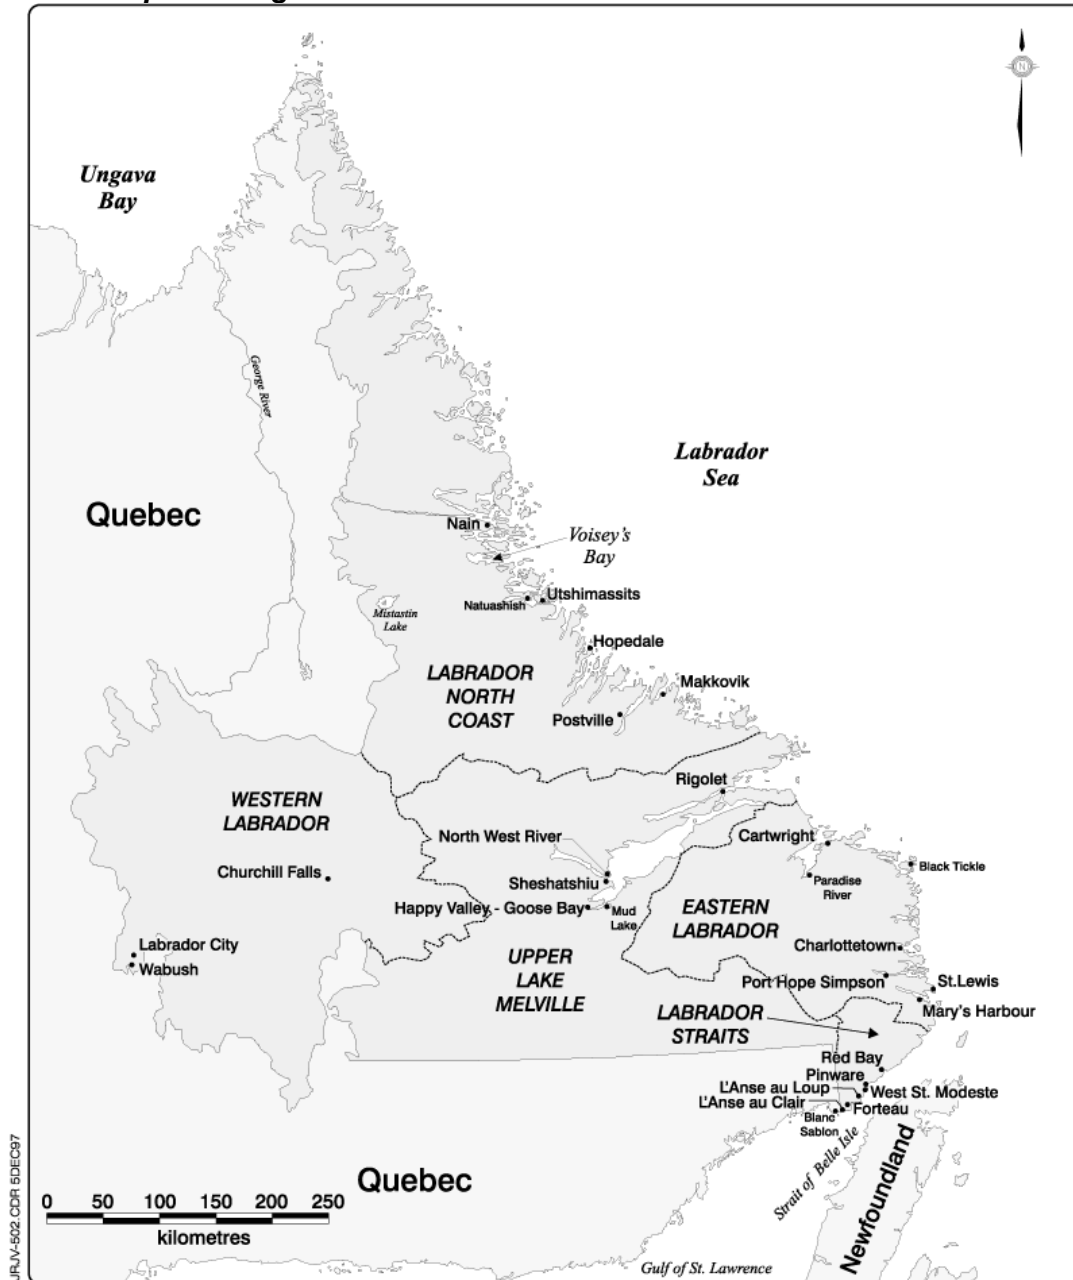 N
Ungava
Bay
George River
Labrador
Sea
Quebec
Nain
Voisey's
Bay
Utshimassits
Natuashish
Mistastin
Lake
Hopedale
LABRADOR
NORTH
COAST
Makkovik
Postville
Rigolet
WESTERN
LABRADOR
North West River
Cartwright
Black Tickle
Churchill Falls
Sheshatshiu
Paradise
River
Happy Valley - Goose Bay
Mud
Lake
EASTERN
LABRADOR
Labrador City
Wabush
Charlottetown
UPPER
LAKE
MELVILLE
Port Hope Simpson
St.Lewis
Mary's Harbour
LABRADOR
STRAITS
Red Bay
Pinware
L'Anse au Loup
West St. Modeste
L'Anse au Clair
Forteau
Blanc
Sablon
Strait of Belle Isle
Newfoundland
Quebec
0 50 100 150 200 250
kilometres
Gulf of St. Lawrence
JRJV-502.CDR 5DEC97